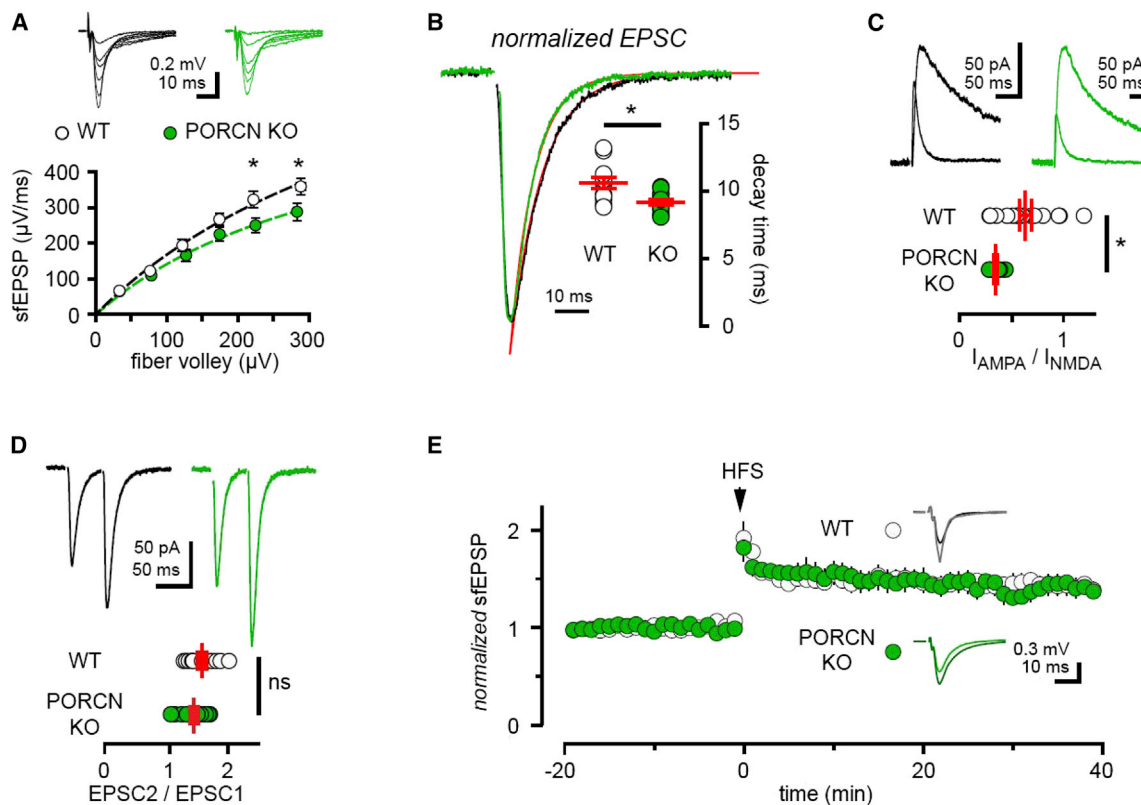 A
0.2 mV
10 ms
WT
PORCN KO
sfEPSP (µV/ns)
400
300
200
100
0
* *
0 100 200 300
fiber volley (µV)
B
normalized EPSC
*
WT KO
10 ms
15
10
5
0
decay time (ms)
C
50 pA
50 ms
50 pA
50 ms
WT
PORCN
KO
*
0 1
I_AMPA / I_NMDA
D
50 pA
50 ms
WT
PORCN
KO
ns
0 1 2
EPSC2 / EPSC1
E
HFS
WT
PORCN
KO
0.3 mV
10 ms
normalized sfEPSP
2
1
0
-20 0 20 40
time (min)